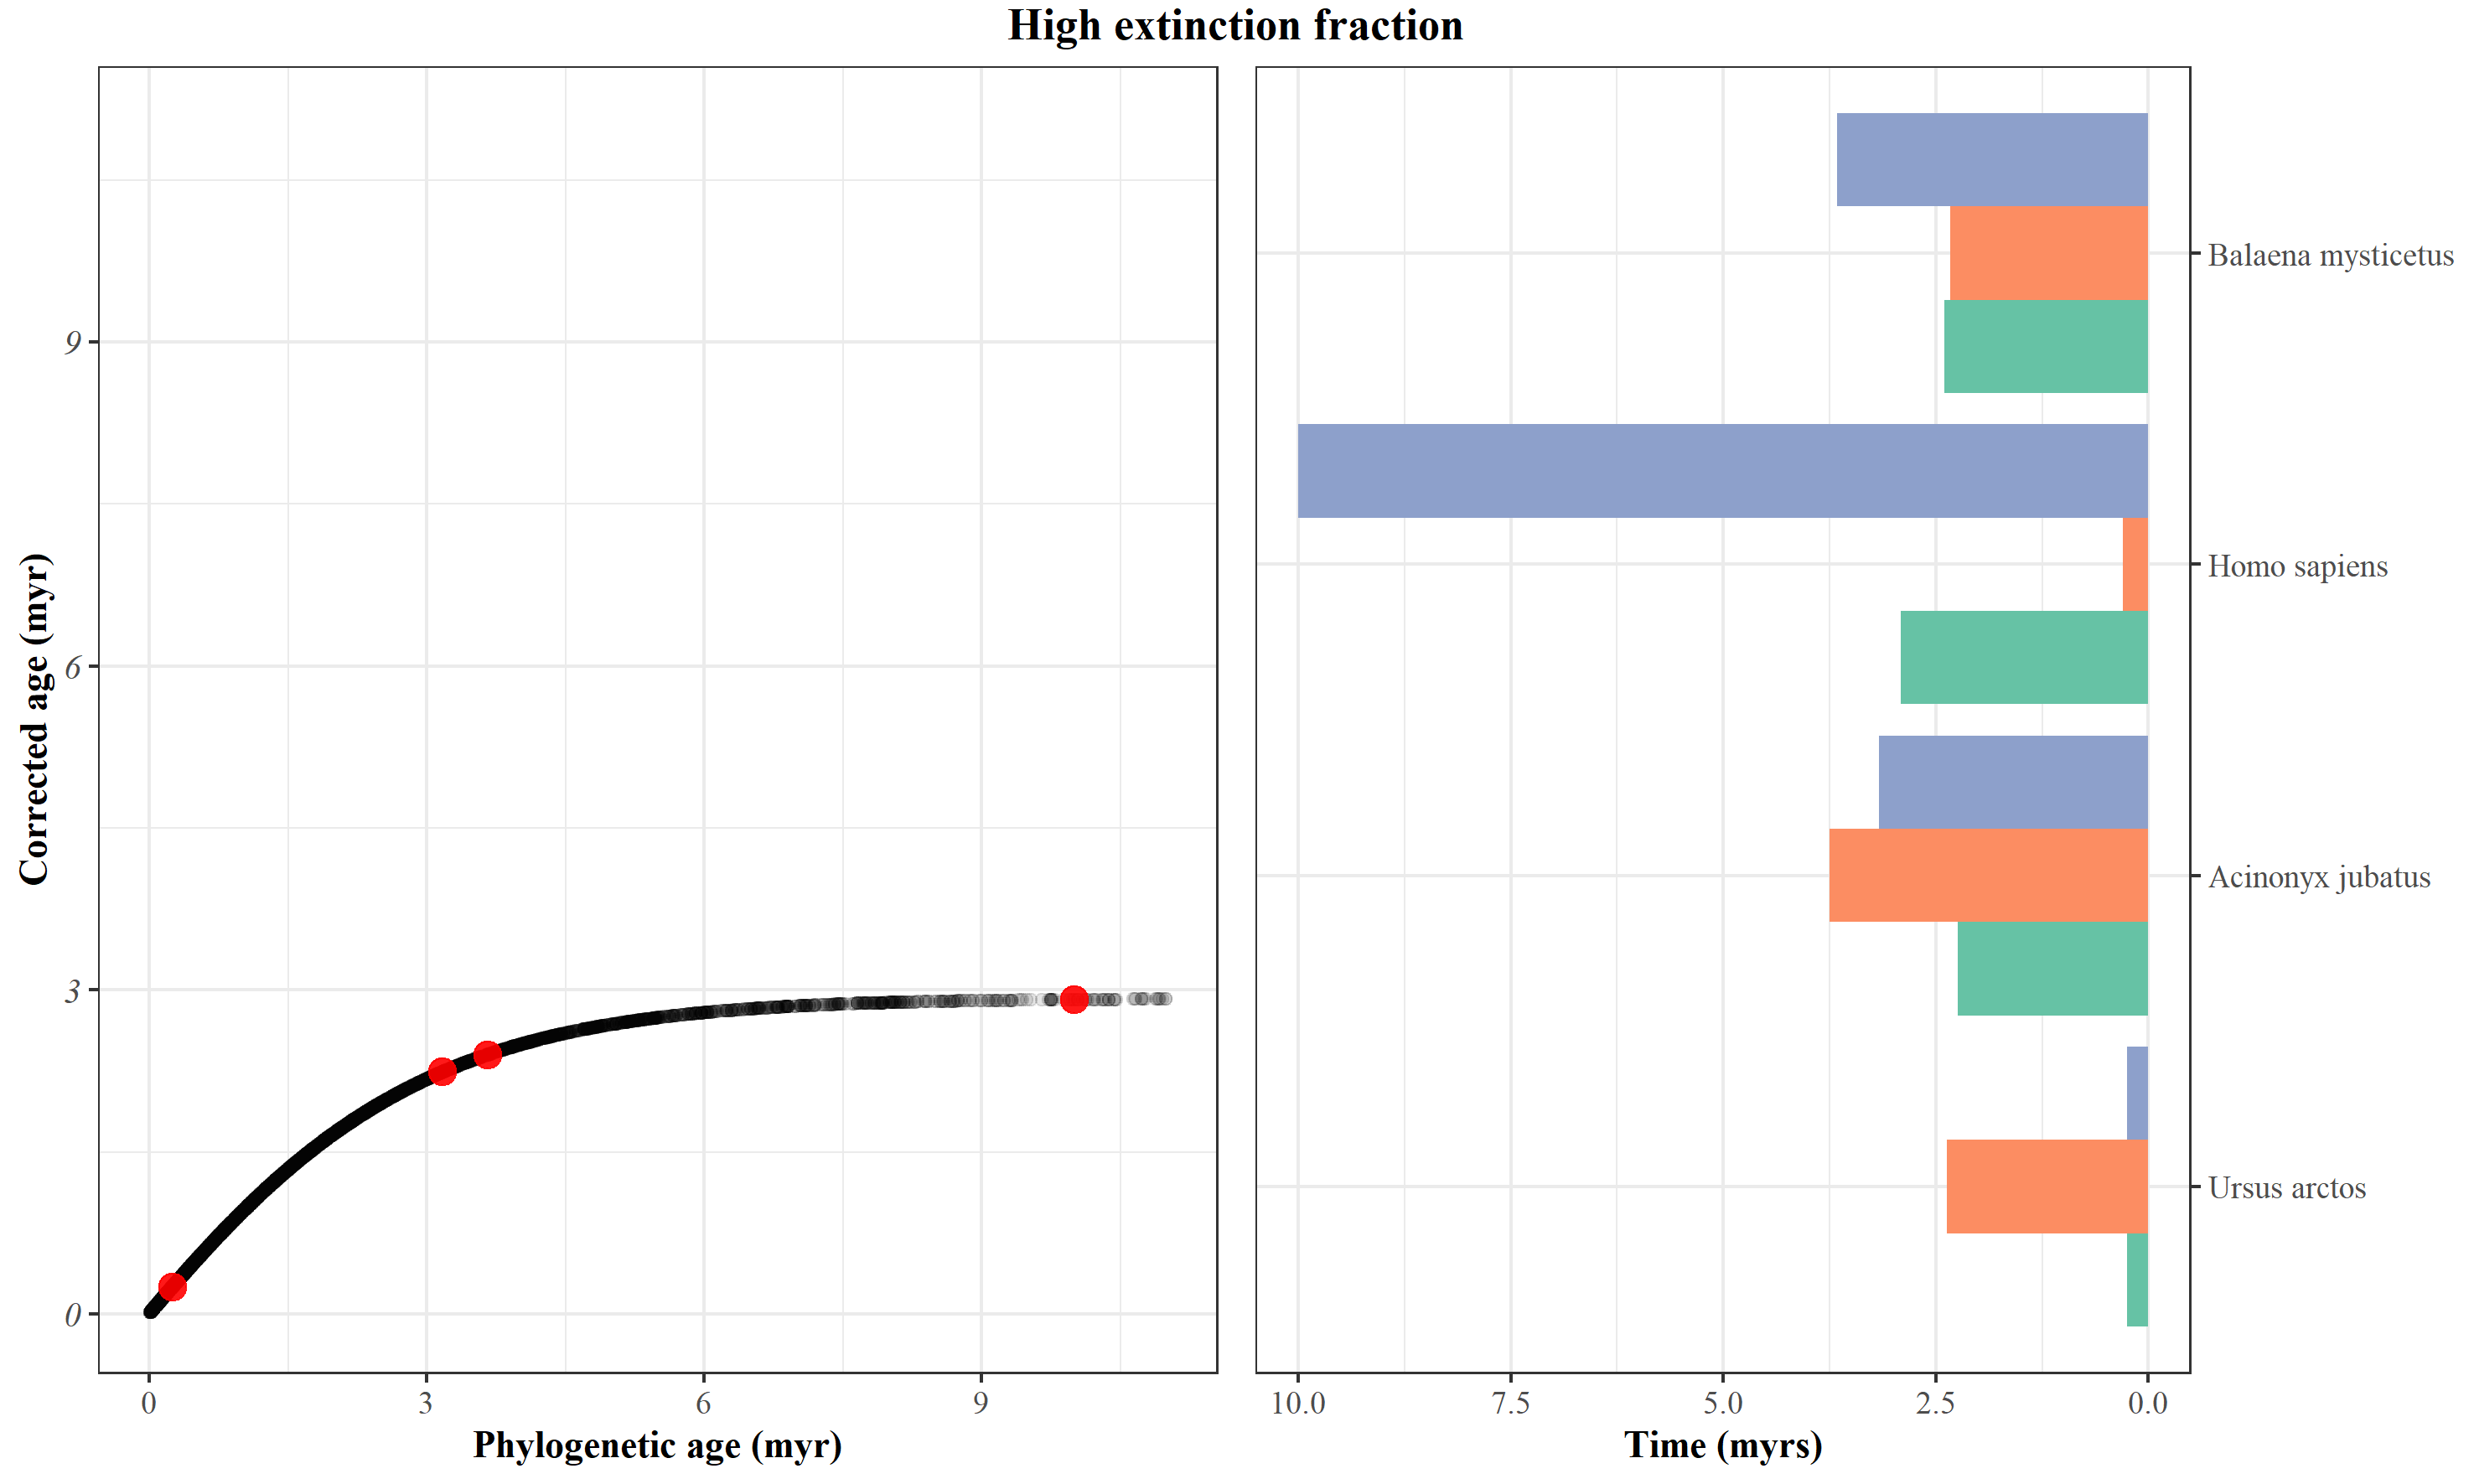 High extinction fraction
Corrected age (myr)
9
6
3
0
0 3 6 9
Phylogenetic age (myr)
Balaena mysticetus
Homo sapiens
Acinonyx jubatus
Ursus arctos
10.0 7.5 5.0 2.5 0.0
Time (myrs)